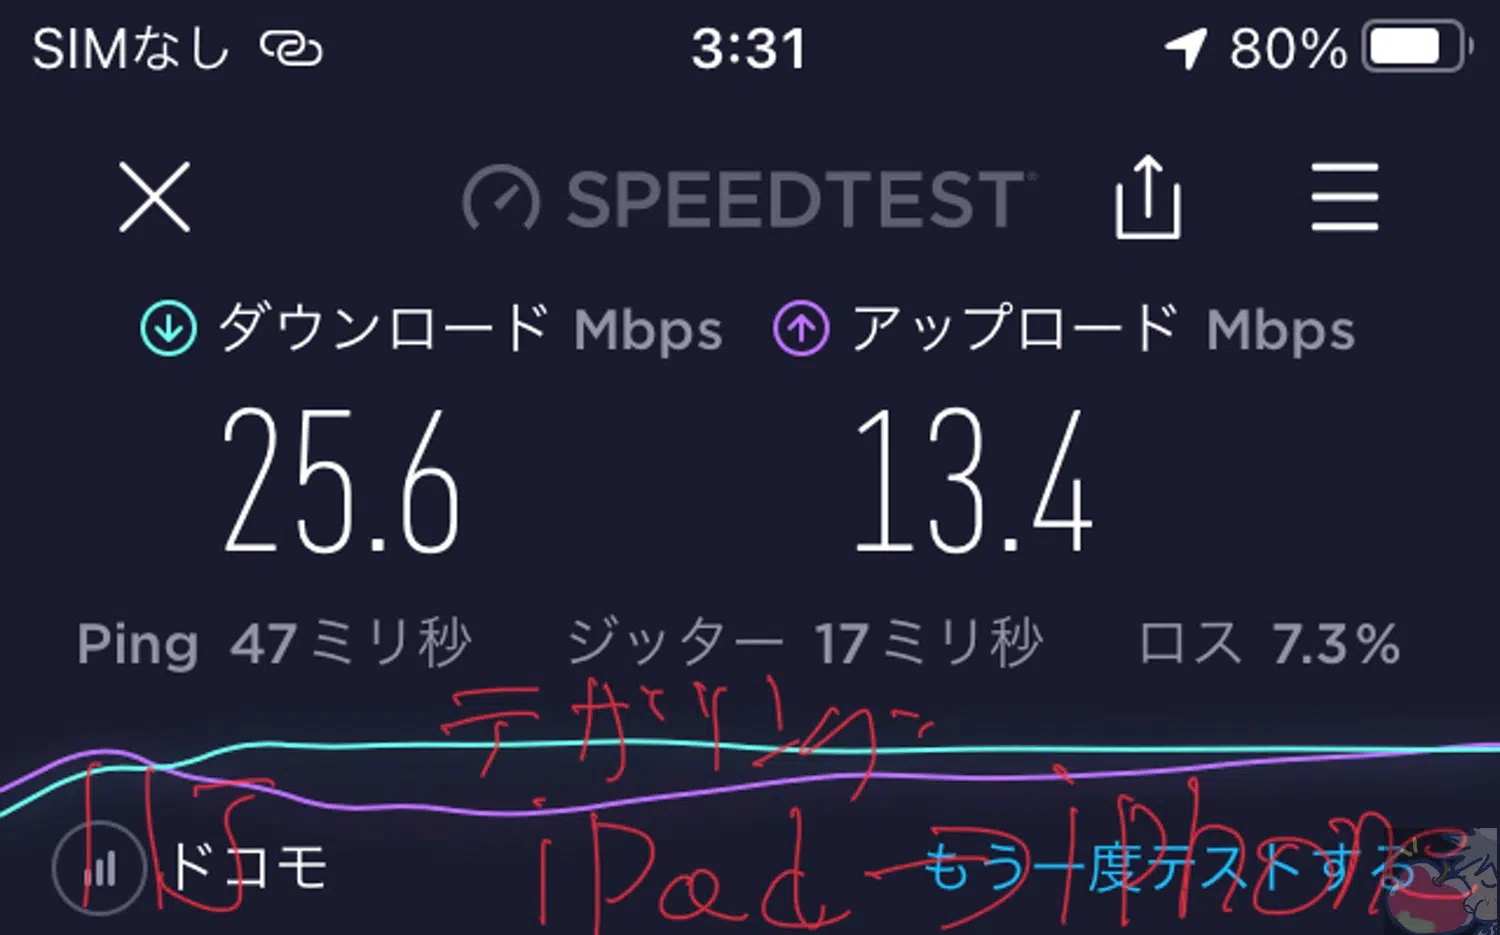 SIMなし 3:31 80%
SPEEDTEST
ダウンロード Mbps アップロード Mbps
25.6 13.4
Ping 47ミリ秒 ジッター 17ミリ秒 ロス 7.3%
テザリング
ドコモ もう一度テストする
iPad→iPhone